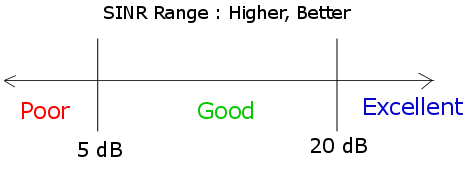 SINR Range : Higher, Better
Poor
Good
Excellent
5 dB
20 dB